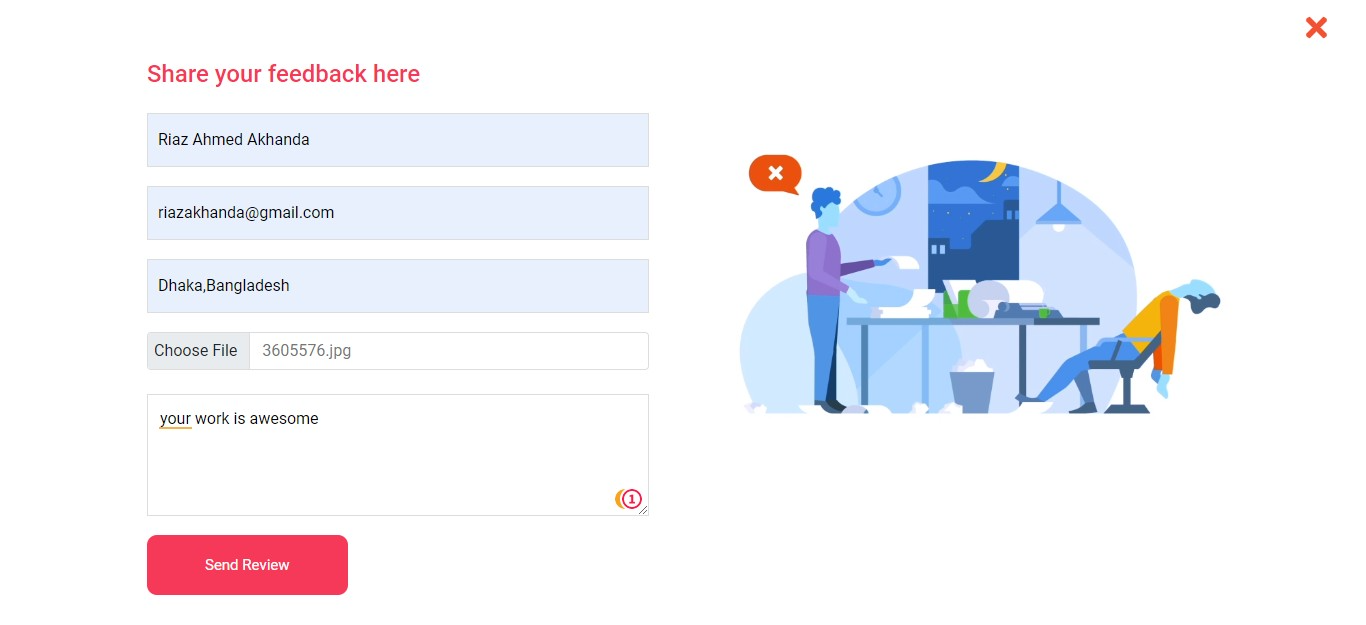 Share your feedback here
Riaz Ahmed Akhanda
riazakhanda@gmail.com
Dhaka,Bangladesh
Choose File 3605576.jpg
your work is awesome
1
Send Review